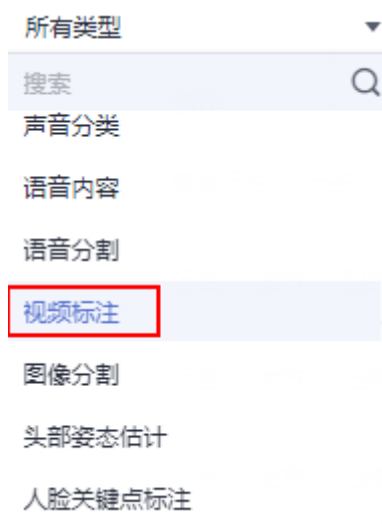 所有类型
搜索
声音分类
语音内容
语音分割
视频标注
图像分割
头部姿态估计
人脸关键点标注